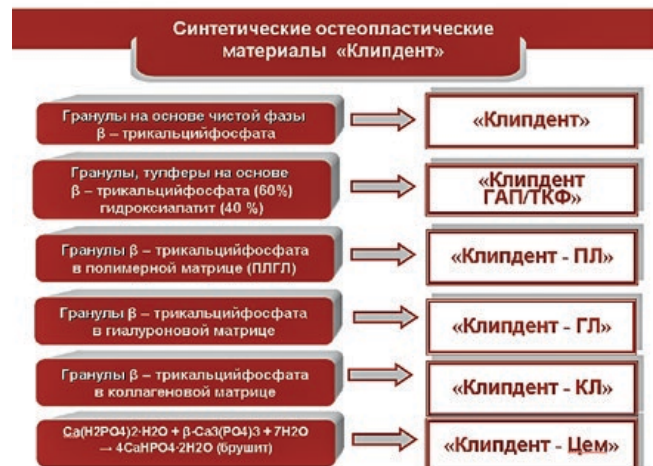 Синтетические остеопластические
материалы «Клипдент»
Гранулы на основе чистой фазы
β – трикальцийфосфата
«Клипдент»
Гранулы, тупферы на основе
β – трикальцийфосфата (60%)
гидроксиапатит (40 %)
«Клипдент
ГАП/ТКФ»
Гранулы β – трикальцийфосфата
в полимерной матрице (ПЛГЛ)
«Клипдент - ПЛ»
Гранулы β – трикальцийфосфата
в гиалуроновой матрице
«Клипдент - ГЛ»
Гранулы β – трикальцийфосфата
в коллагеновой матрице
«Клипдент - КЛ»
Ca(H2PO4)2·H2O + β-Ca3(PO4)3 + 7H2O
→ 4CaHPO4·2H2O (брушит)
«Клипдент - Цем»